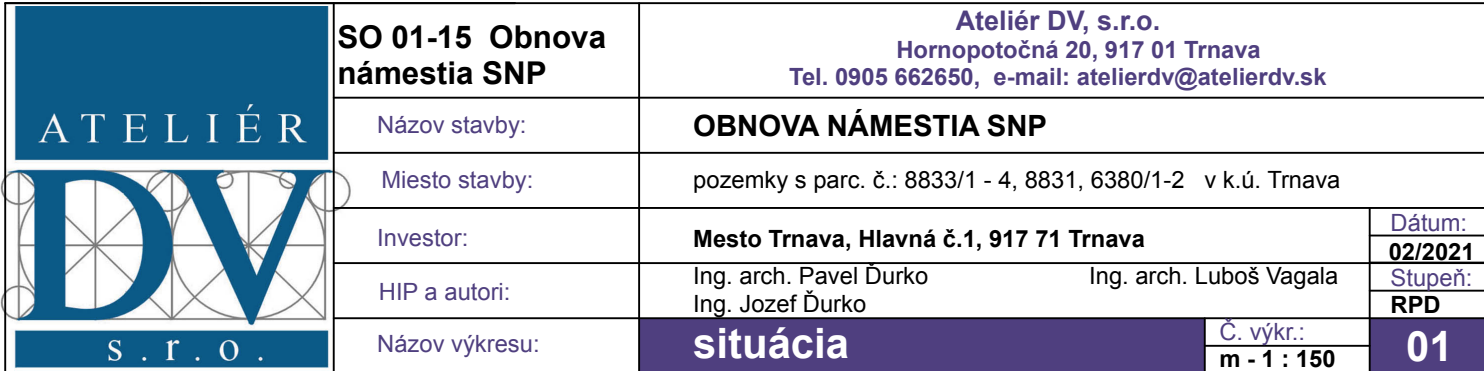 ATELIÉR
DV
s.r.o.
SO 01-15 Obnova
námestia SNP
Ateliér DV, s.r.o.
Hornopotočná 20, 917 01 Trnava
Tel. 0905 662650, e-mail: atelierdv@atelierdv.sk
Názov stavby:
OBNOVA NÁMESTIA SNP
Miesto stavby:
pozemky s parc. č.: 8833/1 - 4, 8831, 6380/1-2 v k.ú. Trnava
Investor:
Mesto Trnava, Hlavná č.1, 917 71 Trnava
Dátum:
02/2021
HIP a autori:
Ing. arch. Pavel Ďurko Ing. arch. Luboš Vagala
Ing. Jozef Ďurko
Stupeň:
RPD
Názov výkresu:
situácia
Č. výkr.:
m - 1 : 150
01